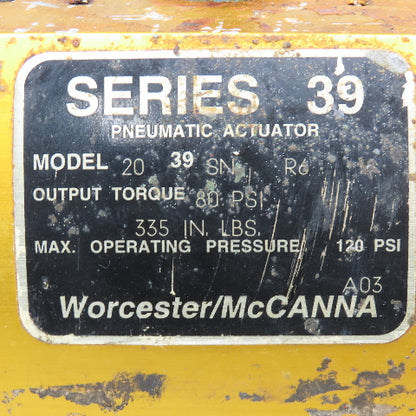 SERIES 39
PNEUMATIC ACTUATOR
MODEL 20 39 SN R6
OUTPUT TORQUE 80 PSI
335 IN. LBS.
MAX. OPERATING PRESSURE 120 PSI
A03
Worcester/McCANNA